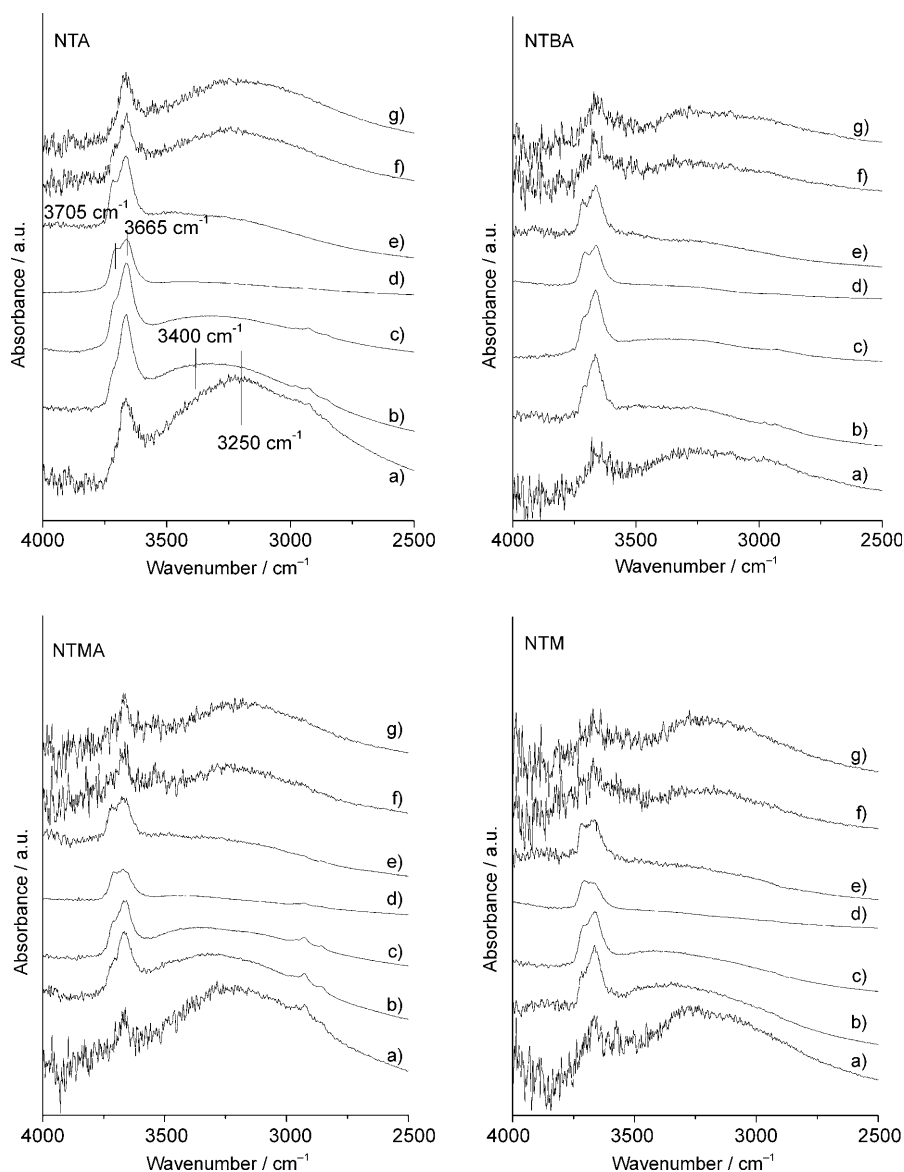 NTA
g)
f)
3705 cm⁻¹
3665 cm⁻¹
e)
d)
3400 cm⁻¹
c)
b)
3250 cm⁻¹
a)
Absorbance / a.u.
4000 3500 3000 2500
Wavenumber / cm⁻¹
NTBA
g)
f)
e)
d)
c)
b)
a)
Absorbance / a.u.
4000 3500 3000 2500
Wavenumber / cm⁻¹
NTMA
g)
f)
e)
d)
c)
b)
a)
Absorbance / a.u.
4000 3500 3000 2500
Wavenumber / cm⁻¹
NTM
g)
f)
e)
d)
c)
b)
a)
Absorbance / a.u.
4000 3500 3000 2500
Wavenumber / cm⁻¹